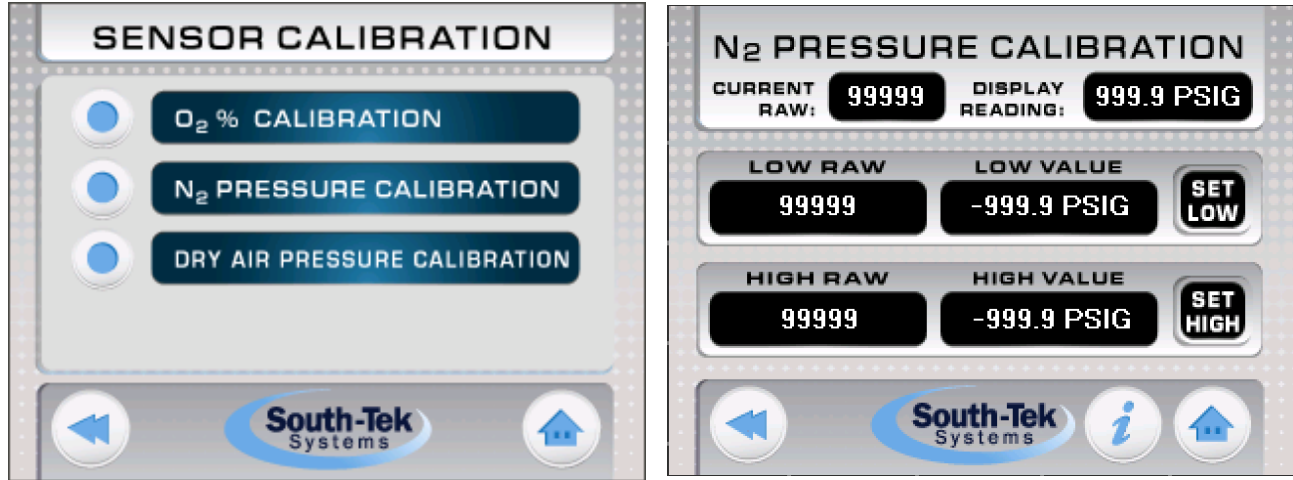 SENSOR CALIBRATION
O₂ % CALIBRATION
N₂ PRESSURE CALIBRATION
DRY AIR PRESSURE CALIBRATION
South-Tek
Systems
N₂ PRESSURE CALIBRATION
CURRENT RAW: 99999 DISPLAY READING: 999.9 PSIG
LOW RAW LOW VALUE
99999 -999.9 PSIG SET LOW
HIGH RAW HIGH VALUE
99999 -999.9 PSIG SET HIGH
South-Tek
Systems
i